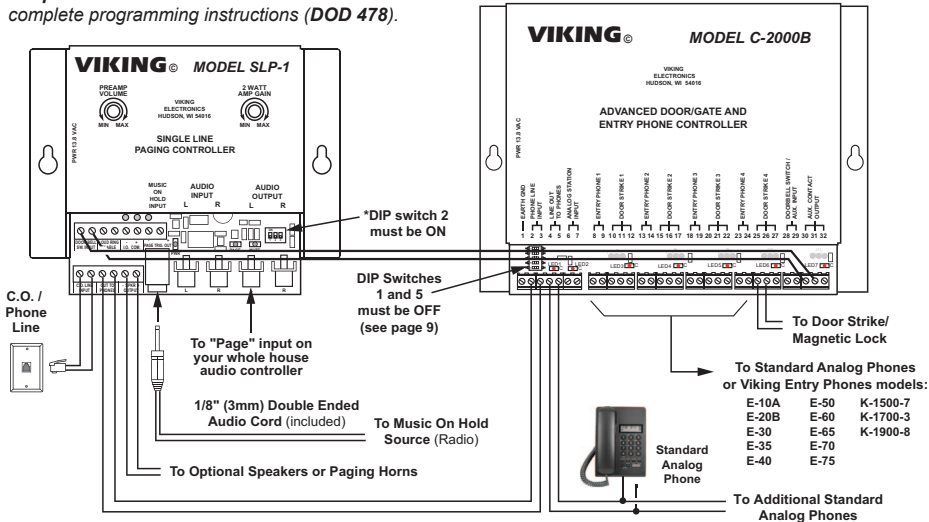 complete programming instructions (DOD 478).
VIKING© MODEL SLP-1
PREAMP VOLUME
MIN MAX
VIKING
ELECTRONICS
HUDSON, WI 54016
2 WATT
AMP GAIN
MIN MAX
SINGLE LINE
PAGING CONTROLLER
PWR 13.8 VAC
MUSIC
ON
HOLD
INPUT
AUDIO
INPUT
L R
AUDIO
OUTPUT
L R
PAGE TRIG. OUT
PWR
L R R
C.O. LINE
INPUT
OUT TO
PHONES
*DIP switch 2
must be ON
DIP Switches
1 and 5
must be OFF
(see page 9)
C.O. /
Phone
Line
To "Page" input on
your whole house
audio controller
1/8" (3mm) Double Ended
Audio Cord (included)
To Music On Hold
Source (Radio)
To Optional Speakers or Paging Horns
VIKING© MODEL C-2000B
VIKING
ELECTRONICS
HUDSON, WI 54016
ADVANCED DOOR/GATE AND
ENTRY PHONE CONTROLLER
PWR 13.8 VAC
EARTH GND
PHONE LINE
INPUT
LINE OUT
TO PHONES
ANALOG STATION
INPUT
ENTRY PHONE 1
DOOR STRIKE 1
ENTRY PHONE 2
DOOR STRIKE 2
ENTRY PHONE 3
DOOR STRIKE 3
ENTRY PHONE 4
DOOR STRIKE 4
DOORBELL SWITCH /
AUX. INPUT
AUX. CONTACT
OUTPUT
1 2 3 4 5 6 7 8 9 10 11 12 13 14 15 16 17 18 19 20 21 22 23 24 25 26 27 28 29 30 31 32
LED1 LED2 LED3 LED4 LED5 LED6 LED7
To Door Strike/
Magnetic Lock
To Standard Analog Phones
or Viking Entry Phones models:
E-10A E-50 K-1500-7
E-20B E-60 K-1700-3
E-30 E-65 K-1900-8
E-35 E-70
E-40 E-75
Standard
Analog
Phone
To Additional Standard
Analog Phones